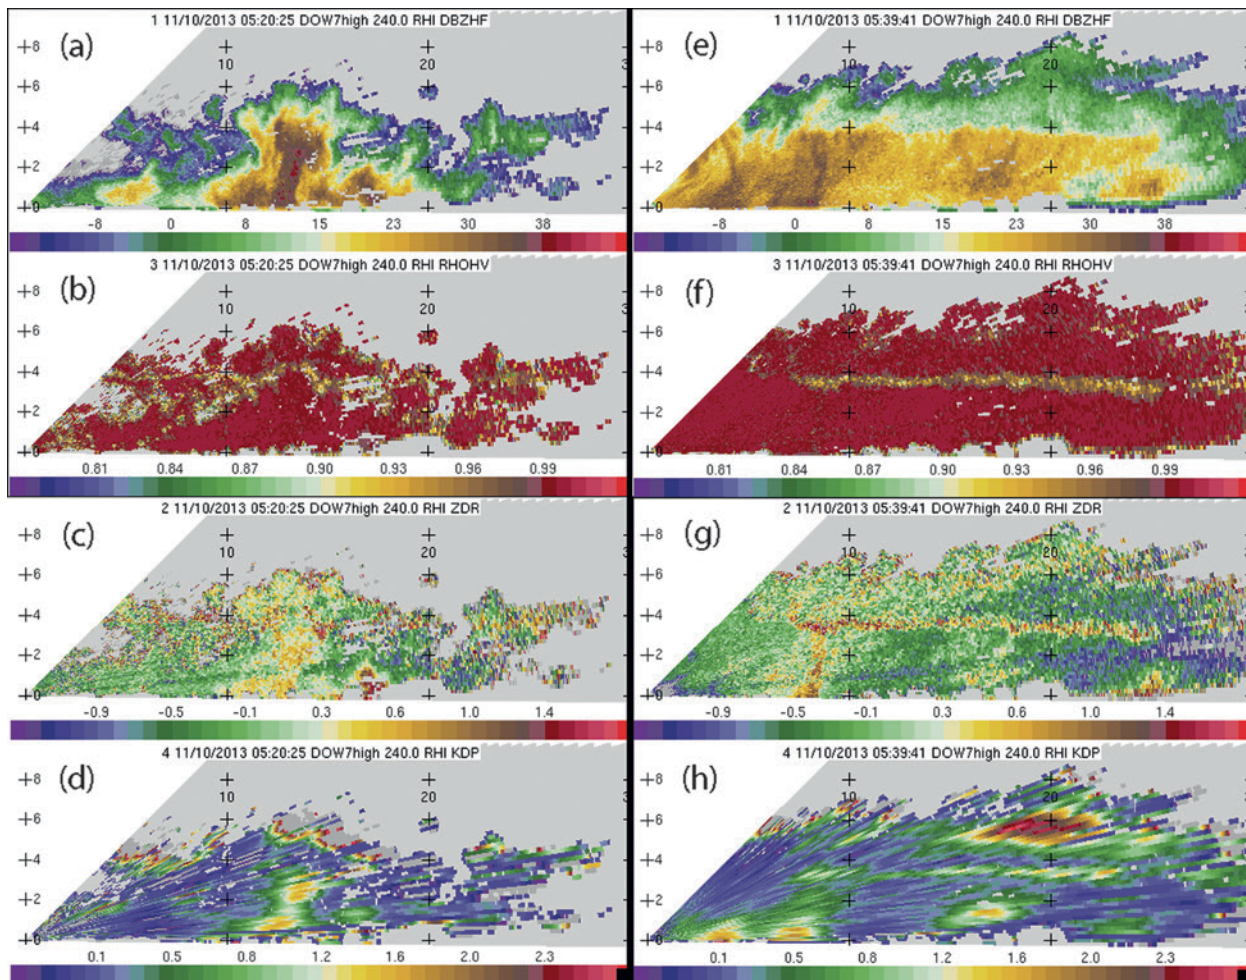 1 11/10/2013 05:20:25 DOW7high 240.0 RHI DBZHF
(a)
+8
+6
+4
+2
+0
10
20
3
-8 0 8 15 23 30 38
3 11/10/2013 05:20:25 DOW7high 240.0 RHI RHOHV
(b)
+8
+6
+4
+2
+0
10
20
3
0.81 0.84 0.87 0.90 0.93 0.96 0.99
2 11/10/2013 05:20:25 DOW7high 240.0 RHI ZDR
(c)
+8
+6
+4
+2
+0
10
20
3
-0.9 -0.5 -0.1 0.3 0.6 1.0 1.4
4 11/10/2013 05:20:25 DOW7high 240.0 RHI KDP
(d)
+8
+6
+4
+2
+0
10
20
3
0.1 0.5 0.8 1.2 1.6 2.0 2.3
1 11/10/2013 05:39:41 DOW7high 240.0 RHI DBZHF
(e)
+8
+6
+4
+2
+0
10
20
3
-8 0 8 15 23 30 38
3 11/10/2013 05:39:41 DOW7high 240.0 RHI RHOHV
(f)
+8
+6
+4
+2
+0
10
20
3
0.81 0.84 0.87 0.90 0.93 0.96 0.99
2 11/10/2013 05:39:41 DOW7high 240.0 RHI ZDR
(g)
+8
+6
+4
+2
+0
10
20
3
-0.9 -0.5 -0.1 0.3 0.6 1.0 1.4
4 11/10/2013 05:39:41 DOW7high 240.0 RHI KDP
(h)
+8
+6
+4
+2
+0
10
20
3
0.1 0.4 0.8 1.2 1.6 2.0 2.3